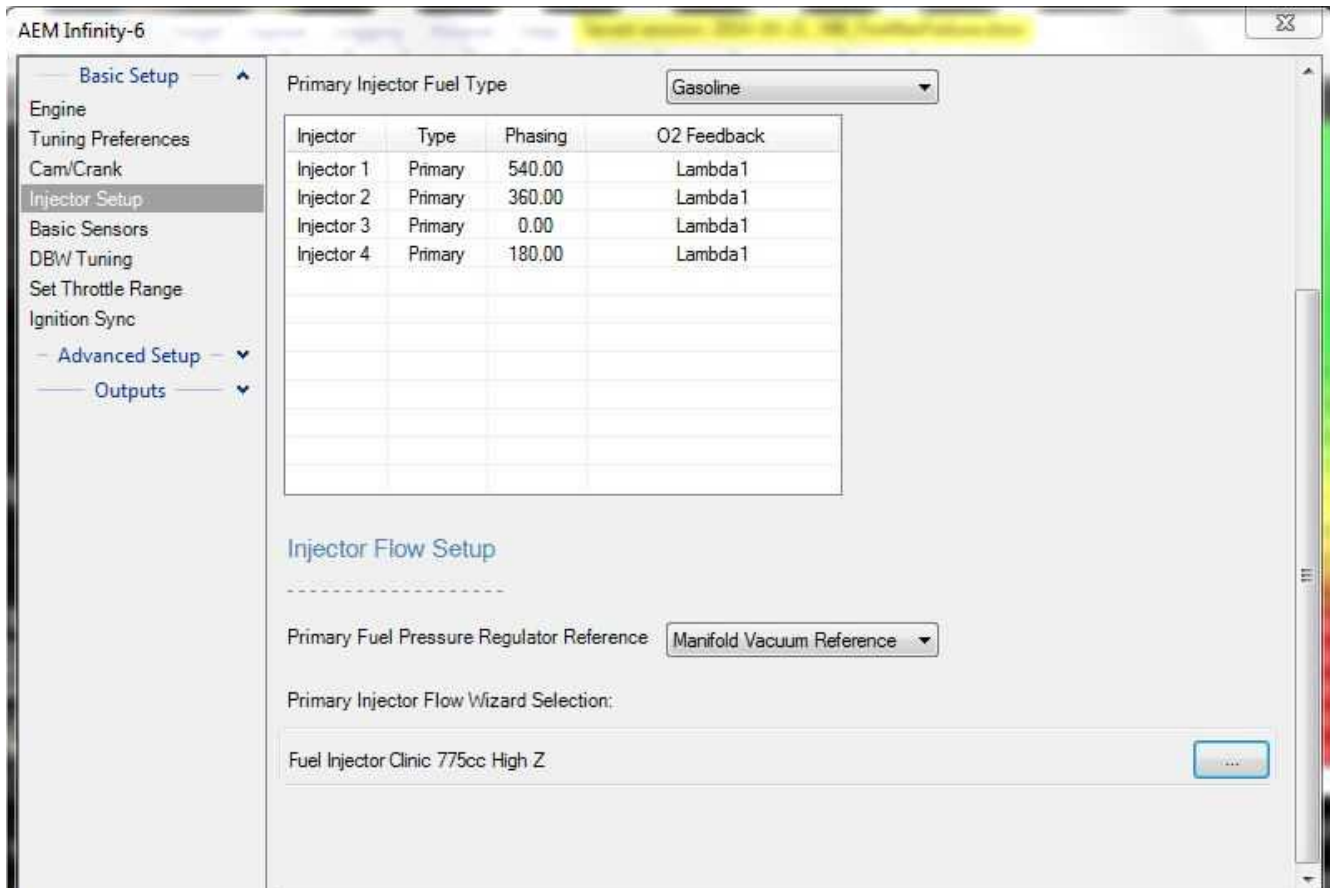 AEM Infinity-6
Basic Setup
Engine
Tuning Preferences
Cam/Crank
Injector Setup
Basic Sensors
DBW Tuning
Set Throttle Range
Ignition Sync
Advanced Setup
Outputs
Primary Injector Fuel Type Gasoline
Injector Type Phasing O2 Feedback
Injector 1 Primary 540.00 Lambda1
Injector 2 Primary 360.00 Lambda1
Injector 3 Primary 0.00 Lambda1
Injector 4 Primary 180.00 Lambda1
Injector Flow Setup
- - - - - - - - - - - - - - - - - - -
Primary Fuel Pressure Regulator Reference Manifold Vacuum Reference
Primary Injector Flow Wizard Selection:
Fuel Injector Clinic 775cc High Z ...